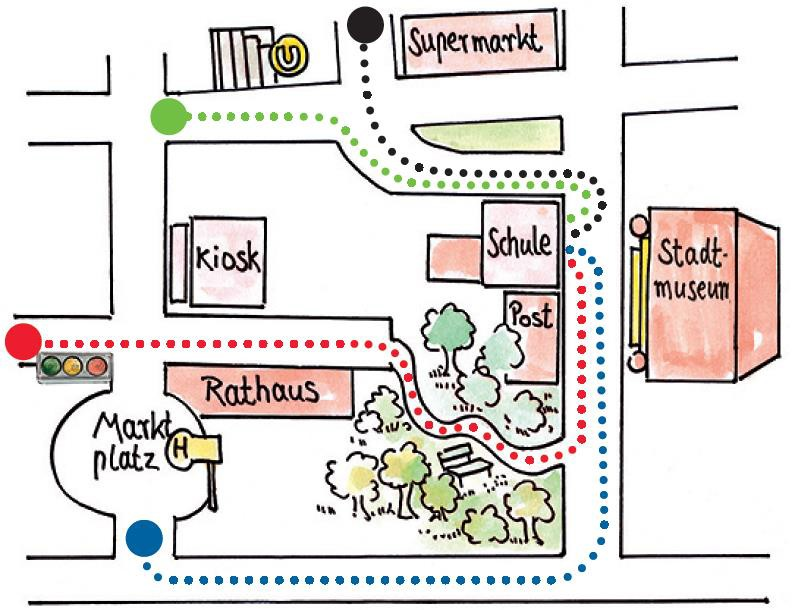 Supermarkt
U
Kiosk
Schule
Stadt-
museum
Post
Rathaus
Markt
platz
H